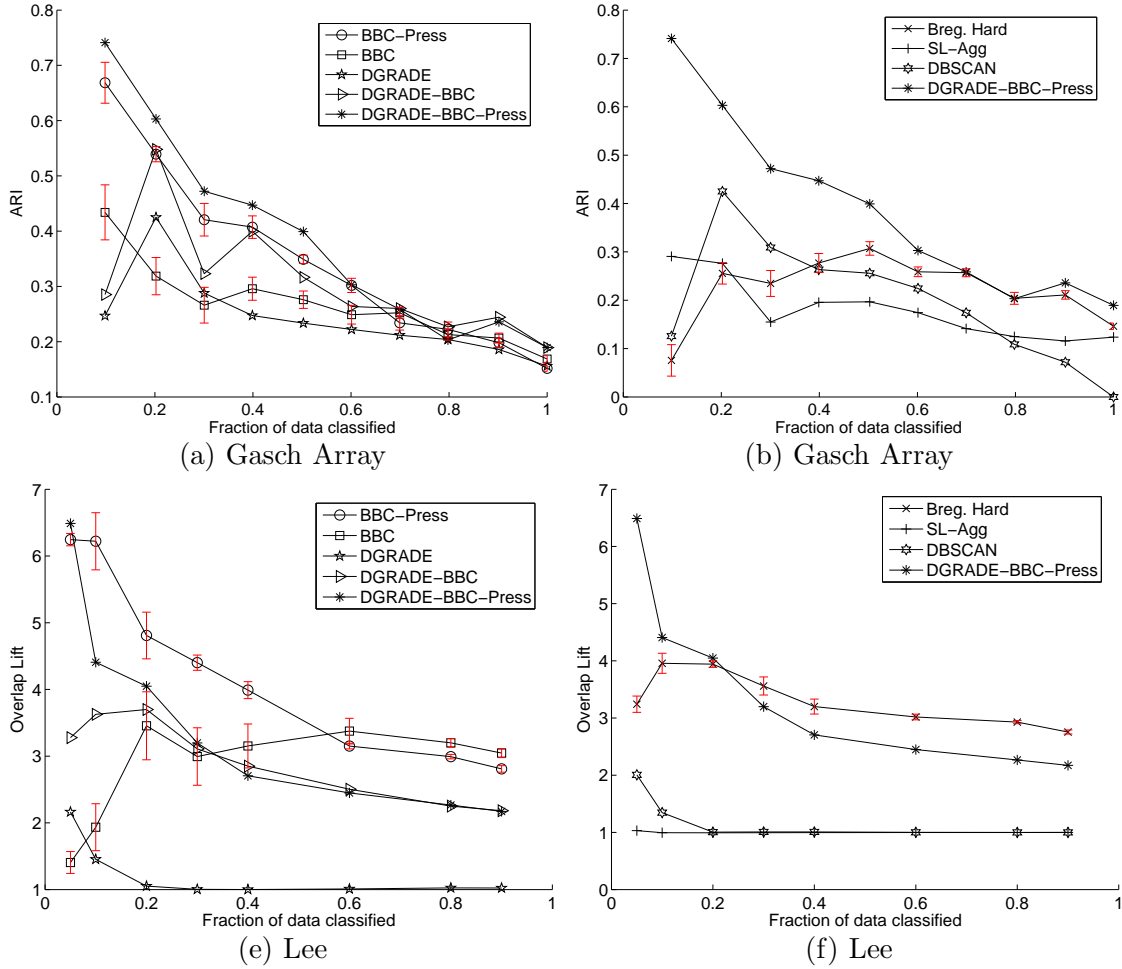 0.8
0.7
0.6
0.5
0.4
0.3
0.2
0.1
ARI
0 0.2 0.4 0.6 0.8 1
Fraction of data classified
BBC-Press
BBC
DGRADE
DGRADE-BBC
DGRADE-BBC-Press
(a) Gasch Array
0.8
0.7
0.6
0.5
0.4
0.3
0.2
0.1
0
ARI
0 0.2 0.4 0.6 0.8 1
Fraction of data classified
Breg. Hard
SL-Agg
DBSCAN
DGRADE-BBC-Press
(b) Gasch Array
7
6
5
4
3
2
1
Overlap Lift
0 0.2 0.4 0.6 0.8 1
Fraction of data classified
BBC-Press
BBC
DGRADE
DGRADE-BBC
DGRADE-BBC-Press
(e) Lee
7
6
5
4
3
2
1
0
Overlap Lift
0 0.2 0.4 0.6 0.8 1
Fraction of data classified
Breg. Hard
SL-Agg
DBSCAN
DGRADE-BBC-Press
(f) Lee